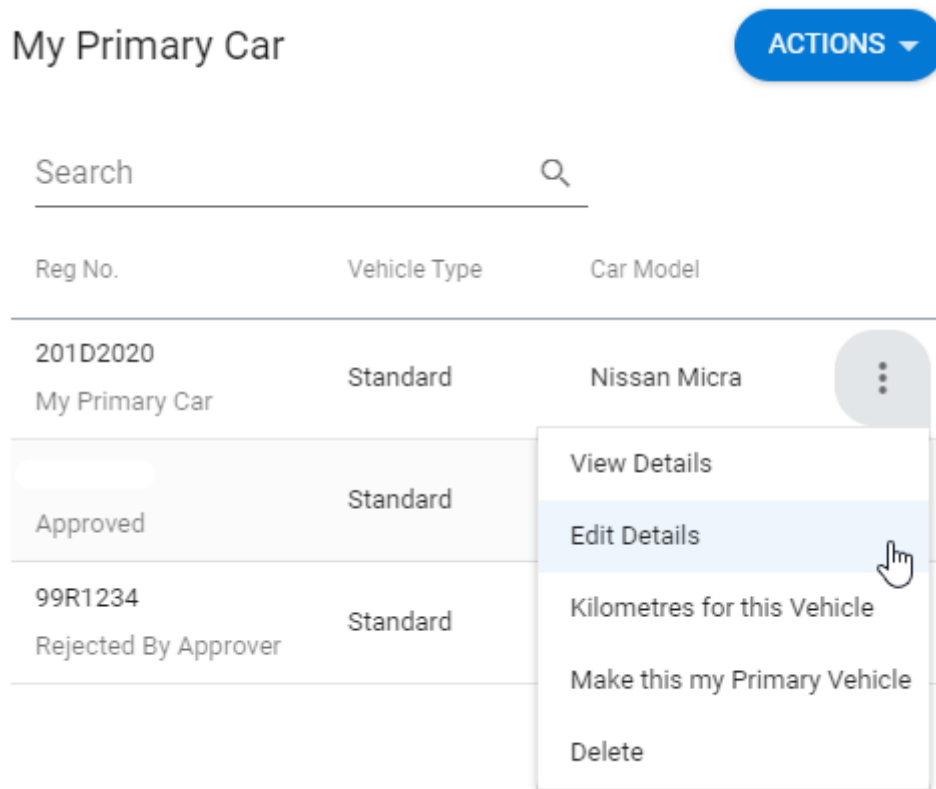 My Primary Car
ACTIONS
Search
Reg No. Vehicle Type Car Model
201D2020
My Primary Car
Standard
Nissan Micra
View Details
Approved
Standard
Edit Details
99R1234
Rejected By Approver
Standard
Kilometres for this Vehicle
Make this my Primary Vehicle
Delete